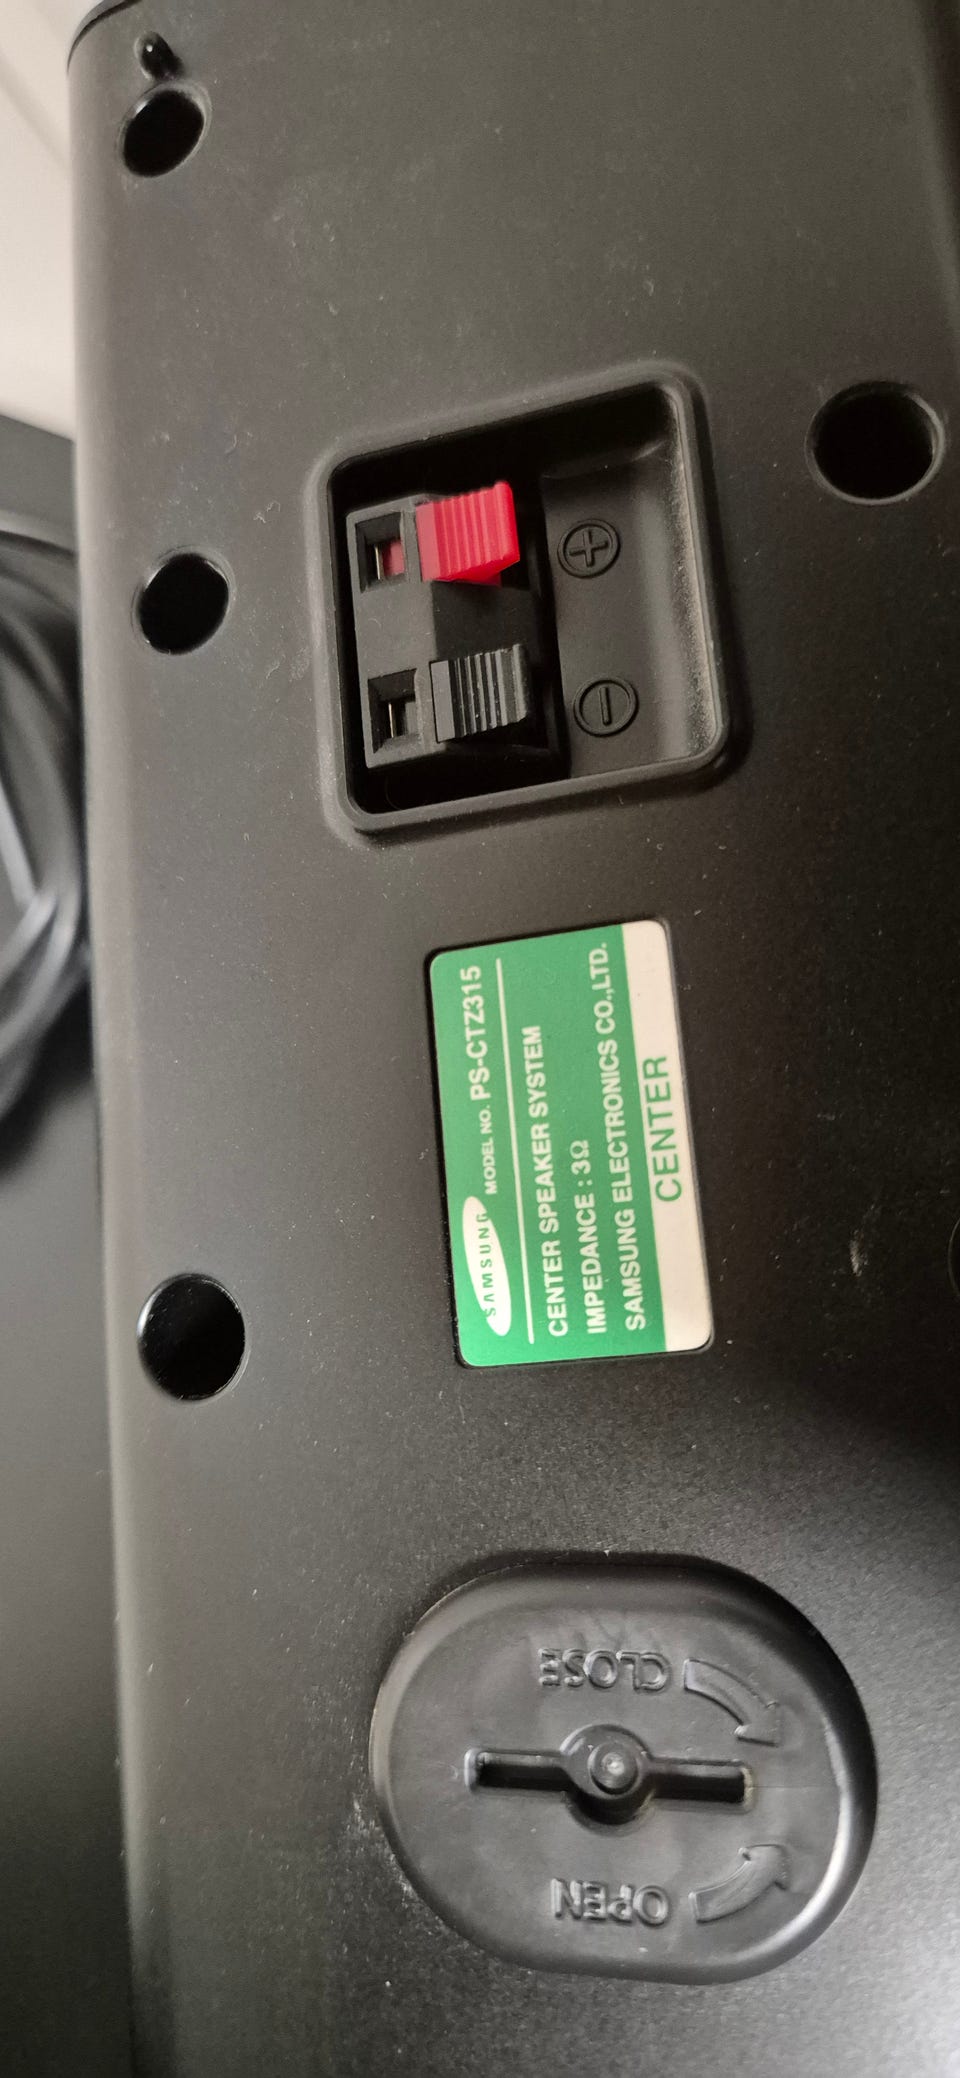 +
−
SAMSUNG MODEL NO. PS-CTZ315
CENTER SPEAKER SYSTEM
IMPEDANCE : 3Ω
SAMSUNG ELECTRONICS CO.,LTD.
CENTER
CLOSE
OPEN